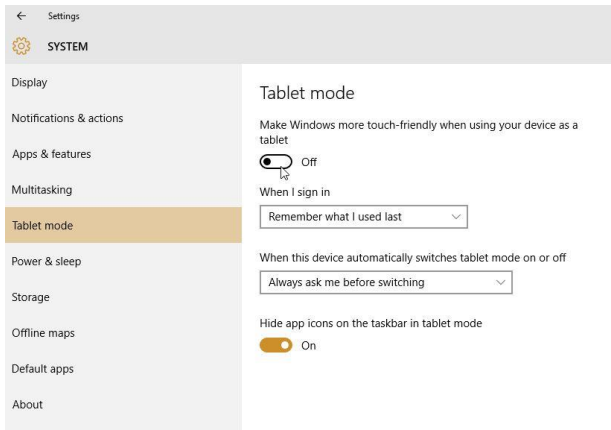 Settings
SYSTEM
Display
Notifications & actions
Apps & features
Multitasking
Tablet mode
Power & sleep
Storage
Offline maps
Default apps
About
Tablet mode
Make Windows more touch-friendly when using your device as a
tablet
Off
When I sign in
Remember what I used last
When this device automatically switches tablet mode on or off
Always ask me before switching
Hide app icons on the taskbar in tablet mode
On